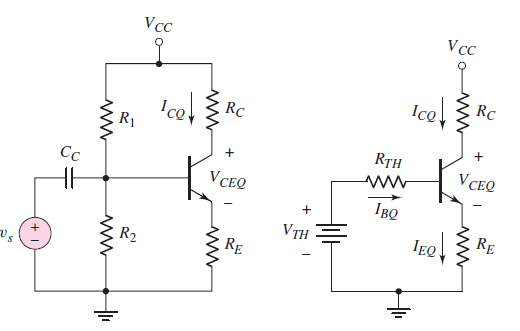 V_CC
I_CQ
R_C
R_1
C_C
+
V_CEQ
−
v_s
+
−
R_2
R_E
V_CC
I_CQ
R_C
R_TH
+
V_CEQ
−
I_BQ
+
V_TH
−
I_EQ
R_E